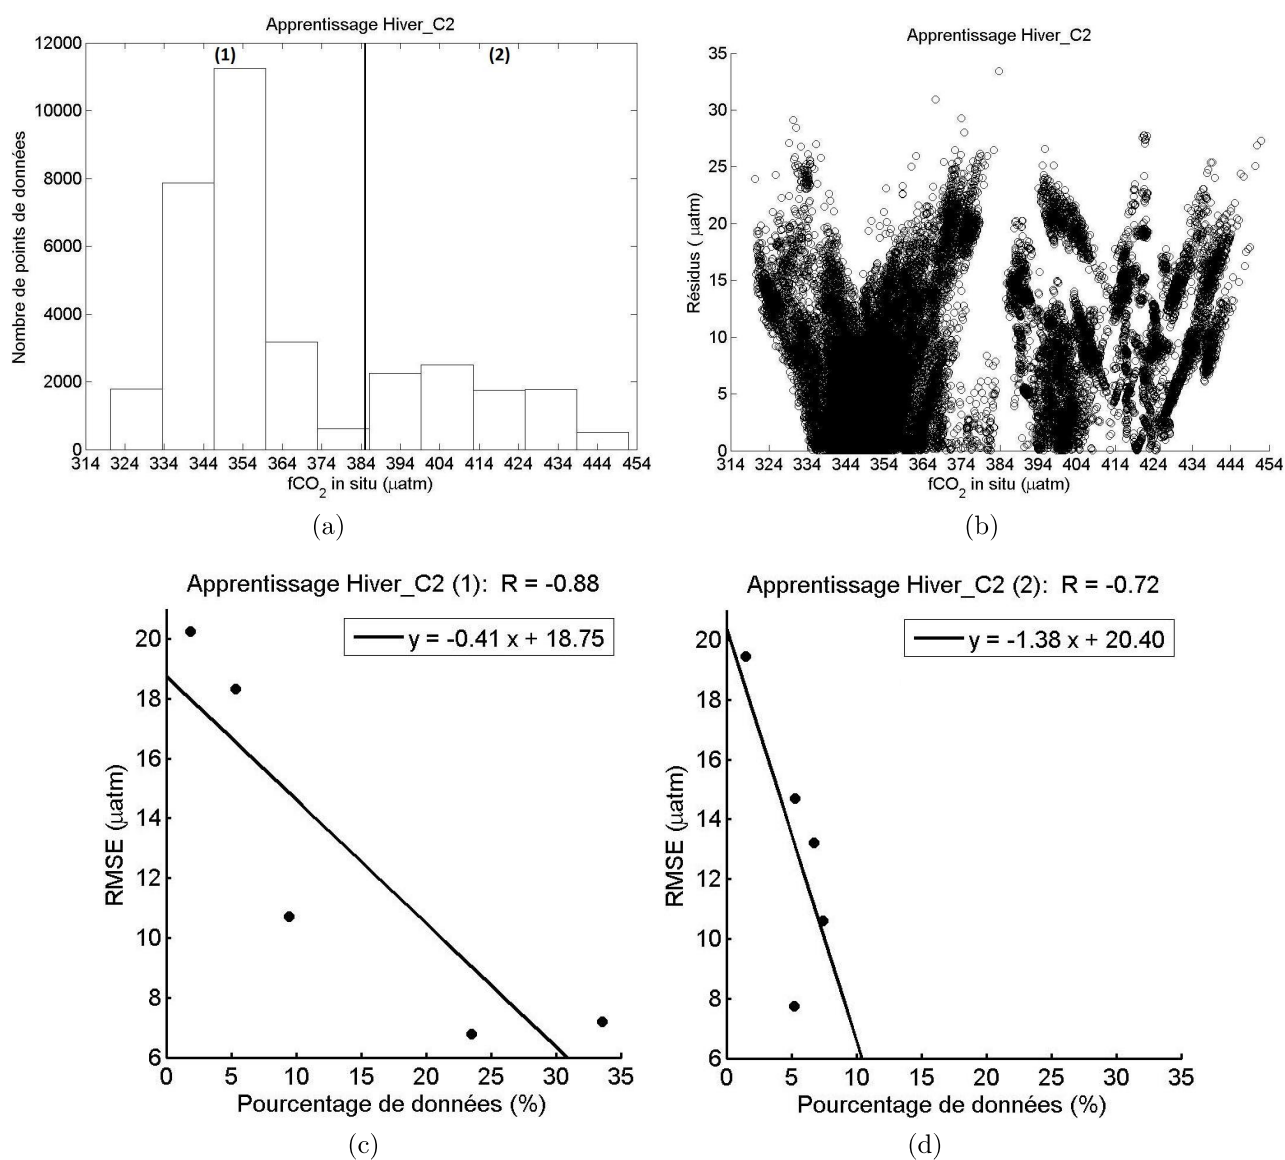 Apprentissage Hiver_C2
(1)
(2)
12000
10000
8000
6000
4000
2000
0
Nombre de points de données
314 324 334 344 354 364 374 384 394 404 414 424 434 444 454
fCO2 in situ (µatm)
(a)
Apprentissage Hiver_C2
35
30
25
20
15
10
5
0
Résidus ( µatm)
314 324 334 344 354 364 374 384 394 404 414 424 434 444 454
fCO2 in situ (µatm)
(b)
Apprentissage Hiver_C2 (1): R = -0.88
y = -0.41 x + 18.75
20
18
16
14
12
10
8
6
RMSE (µatm)
0 5 10 15 20 25 30 35
Pourcentage de données (%)
(c)
Apprentissage Hiver_C2 (2): R = -0.72
y = -1.38 x + 20.40
20
18
16
14
12
10
8
6
RMSE (µatm)
0 5 10 15 20 25 30 35
Pourcentage de données (%)
(d)